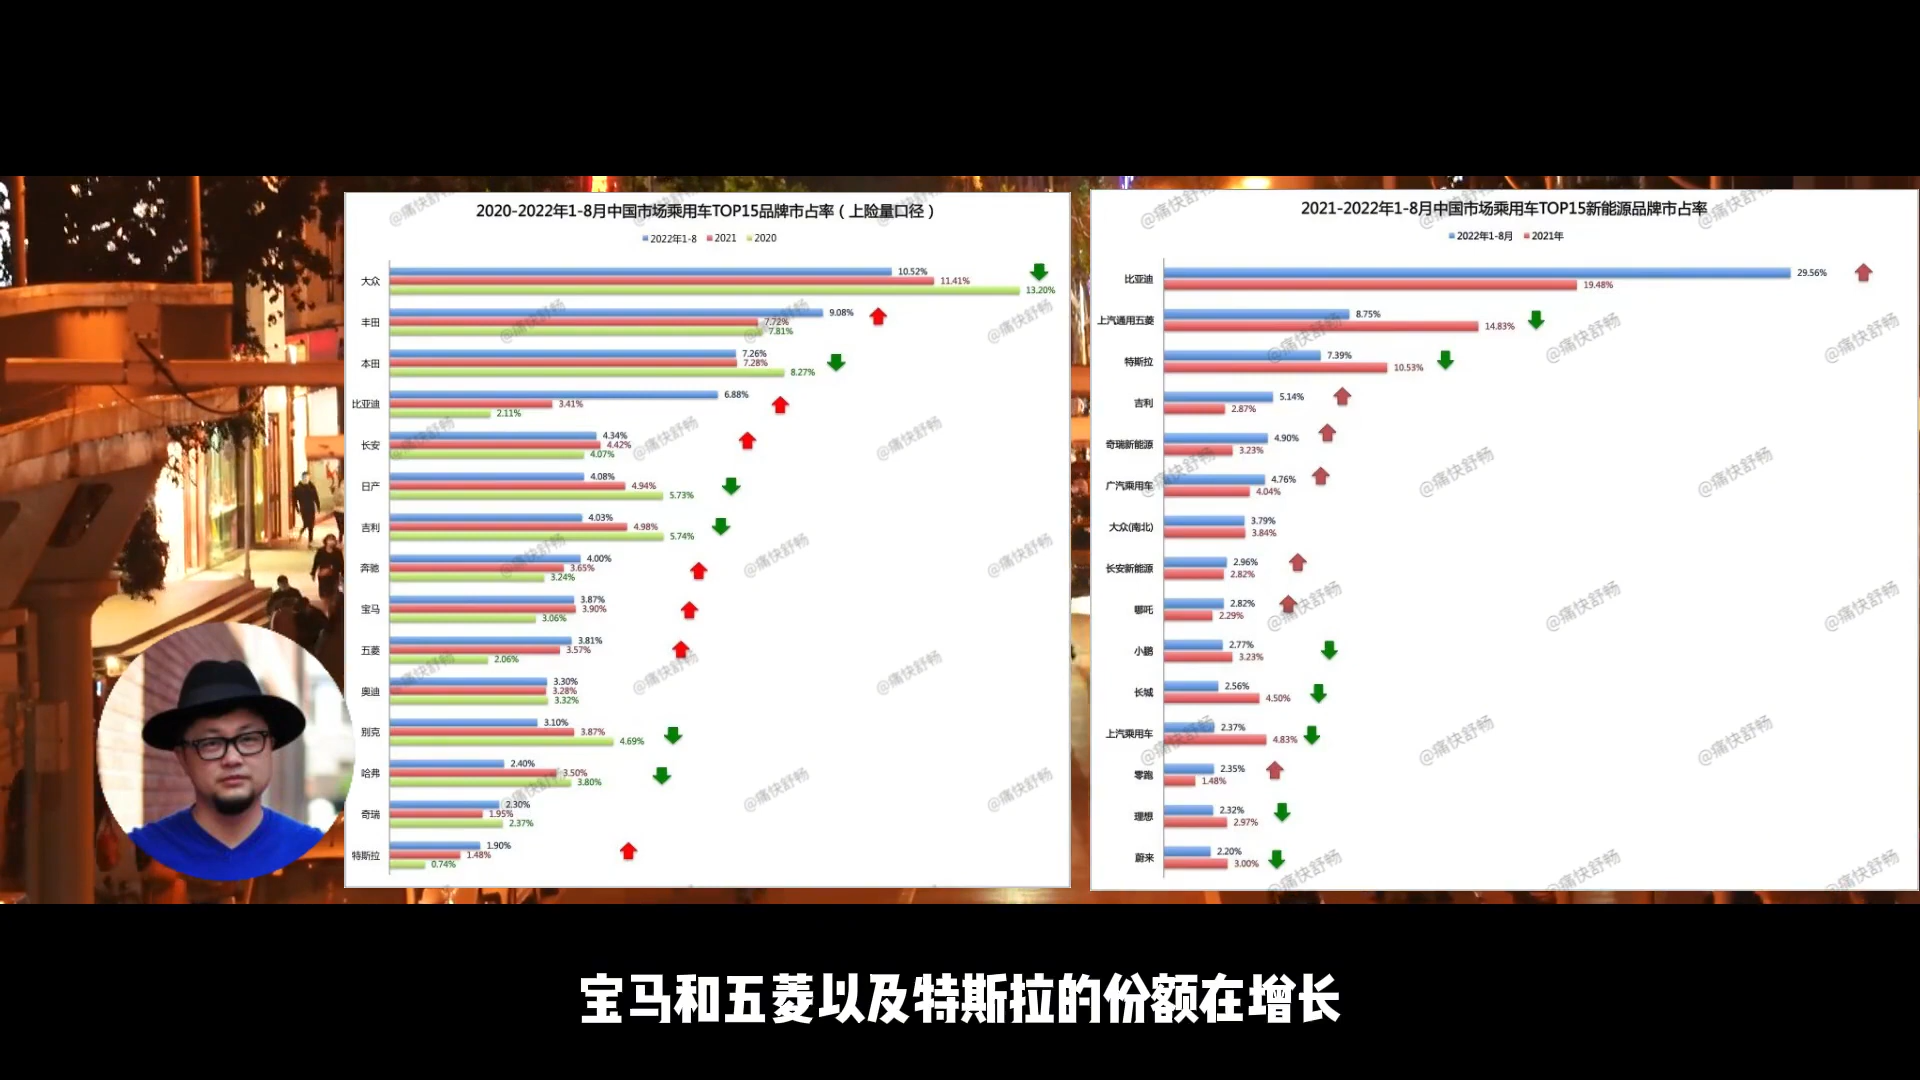 2020-2022年1-8月中国市场乘用车TOP15品牌市占率（上险量口径）
2022年1-8 2021 2020
大众 10.52% 11.41% 13.20%
丰田 9.08% 7.72% 7.81%
本田 7.26% 7.28% 8.27%
比亚迪 6.88% 3.41% 2.11%
长安 4.34% 4.42% 4.07%
日产 4.08% 4.94% 5.73%
吉利 4.03% 4.98% 5.74%
奔驰 4.00% 3.65% 3.24%
宝马 3.87% 3.90% 3.06%
五菱 3.81% 3.57% 2.06%
奥迪 3.30% 3.28% 3.32%
别克 3.10% 3.87% 4.69%
哈弗 2.40% 3.50% 3.80%
奇瑞 2.30% 1.95% 2.37%
特斯拉 1.90% 1.48% 0.74%
2021-2022年1-8月中国市场乘用车TOP15新能源品牌市占率
2022年1-8月 2021年
比亚迪 29.56% 19.48%
上汽通用五菱 8.75% 14.83%
特斯拉 7.39% 10.53%
吉利 5.14% 2.87%
奇瑞新能源 4.90% 3.23%
广汽乘用车 4.76% 4.04%
大众(南北) 3.79% 3.84%
长安新能源 2.96% 2.82%
哪吒 2.82% 2.29%
小鹏 2.77% 3.23%
长城 2.56% 4.50%
上汽乘用车 2.37% 4.83%
零跑 2.35% 1.48%
理想 2.32% 2.97%
蔚来 2.20% 3.00%
@痛快舒畅
宝马和五菱以及特斯拉的份额在增长